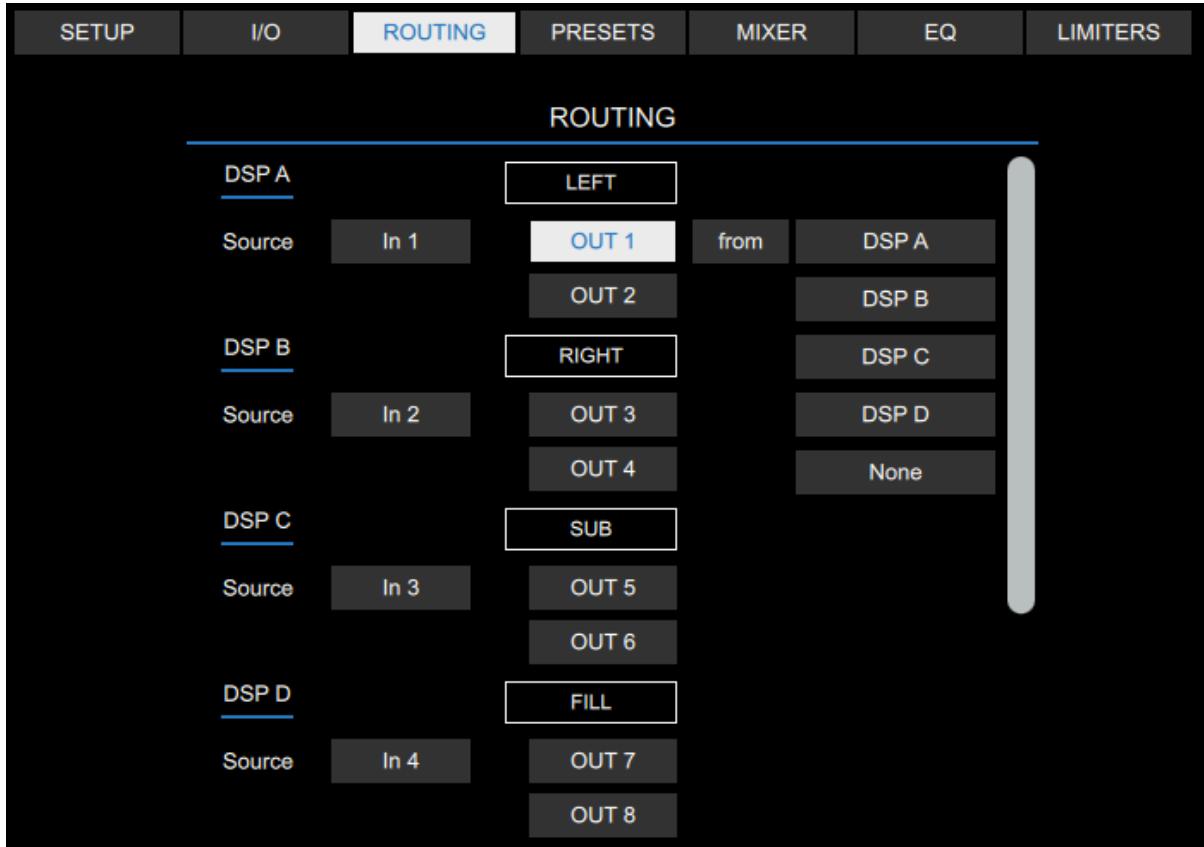 SETUP I/O ROUTING PRESETS MIXER EQ LIMITERS
ROUTING
DSP A LEFT
Source In 1 OUT 1 from DSP A
OUT 2 DSP B
DSP B RIGHT DSP C
Source In 2 OUT 3 DSP D
OUT 4 None
DSP C SUB
Source In 3 OUT 5
OUT 6
DSP D FILL
Source In 4 OUT 7
OUT 8